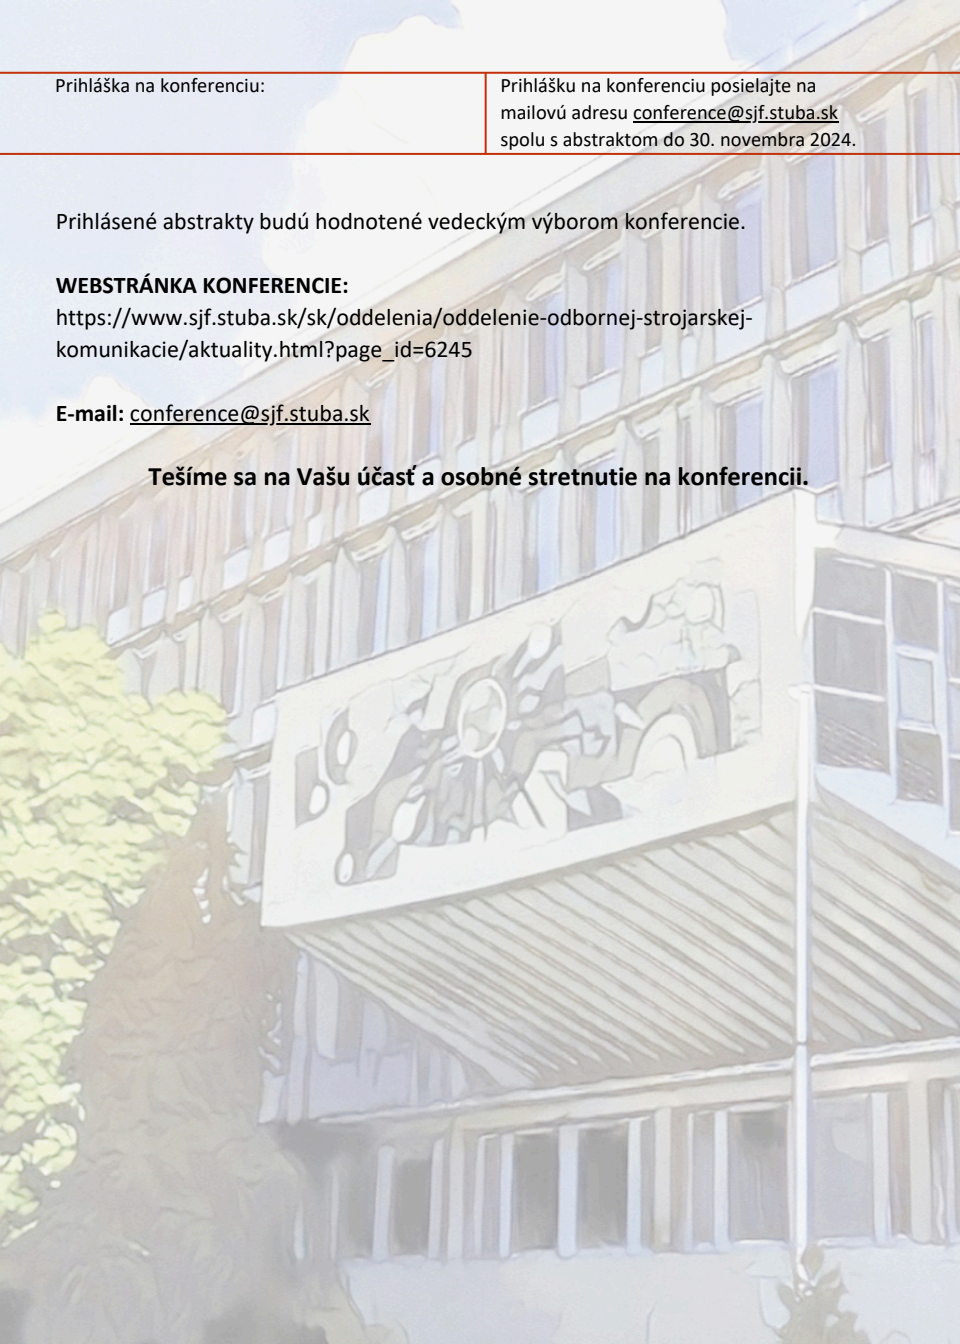 Prihláška na konferenciu:
Prihlášku na konferenciu posielajte na
mailovú adresu conference@sjf.stuba.sk
spolu s abstraktom do 30. novembra 2024.
Prihlásené abstrakty budú hodnotené vedeckým výborom konferencie.
WEBSTRÁNKA KONFERENCIE:
https://www.sjf.stuba.sk/sk/oddelenia/oddelenie-odbornej-strojarskej-
komunikacie/aktuality.html?page_id=6245
E-mail: conference@sjf.stuba.sk
Tešíme sa na Vašu účasť a osobné stretnutie na konferencii.